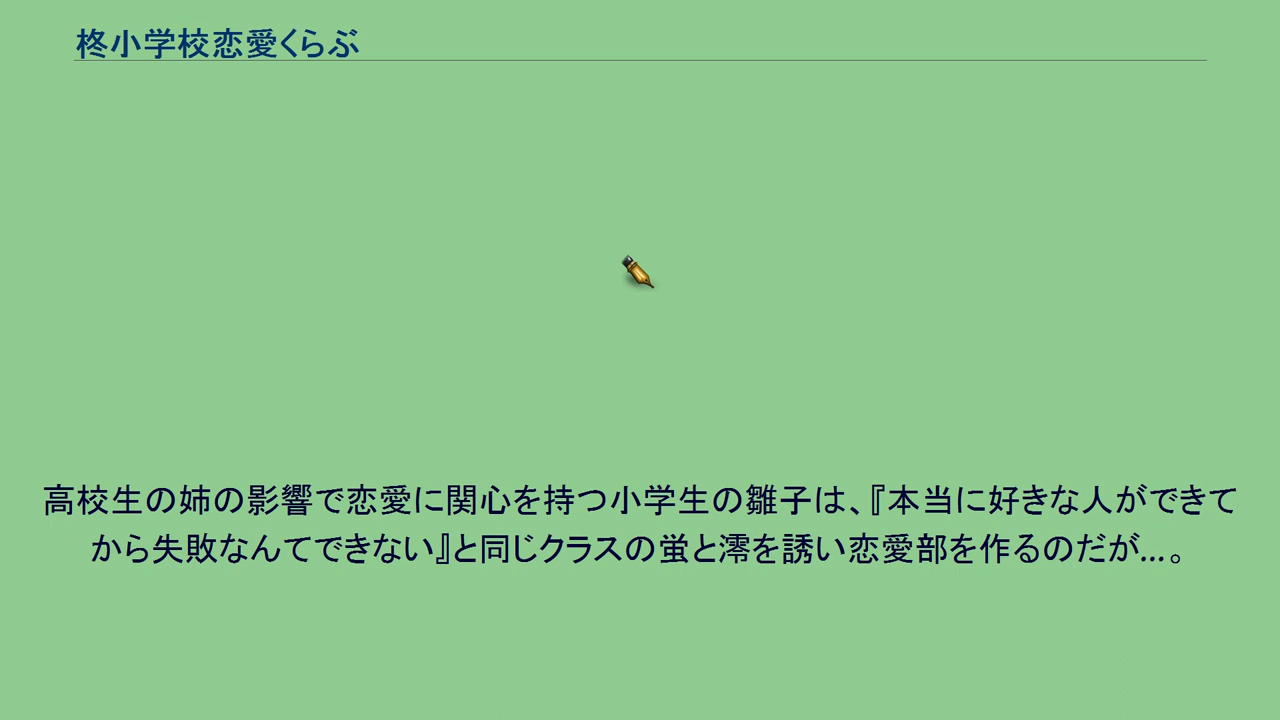 柊小学校恋愛くらぶ
高校生の姉の影響で恋愛に関心を持つ小学生の雛子は、『本当に好きな人ができて
から失敗なんてできない』と同じクラスの蛍と澪を誘い恋愛部を作るのだが…。